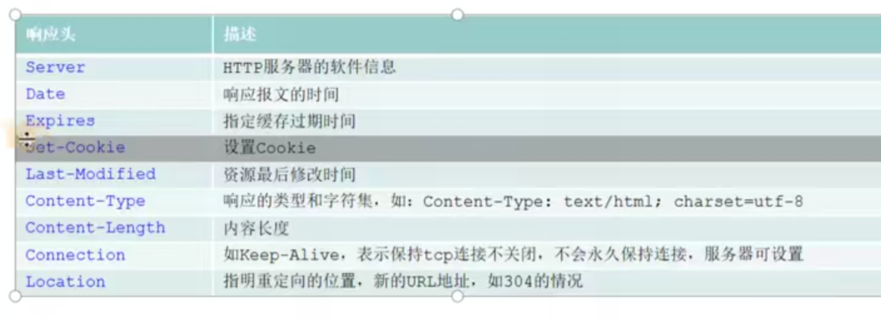 响应头 描述
Server HTTP服务器的软件信息
Date 响应报文的时间
Expires 指定缓存过期时间
Set-Cookie 设置Cookie
Last-Modified 资源最后修改时间
Content-Type 响应的类型和字符集，如：Content-Type: text/html; charset=utf-8
Content-Length 内容长度
Connection 如Keep-Alive，表示保持tcp连接不关闭，不会永久保持连接，服务器可设置
Location 指明重定向的位置，新的URL地址，如304的情况